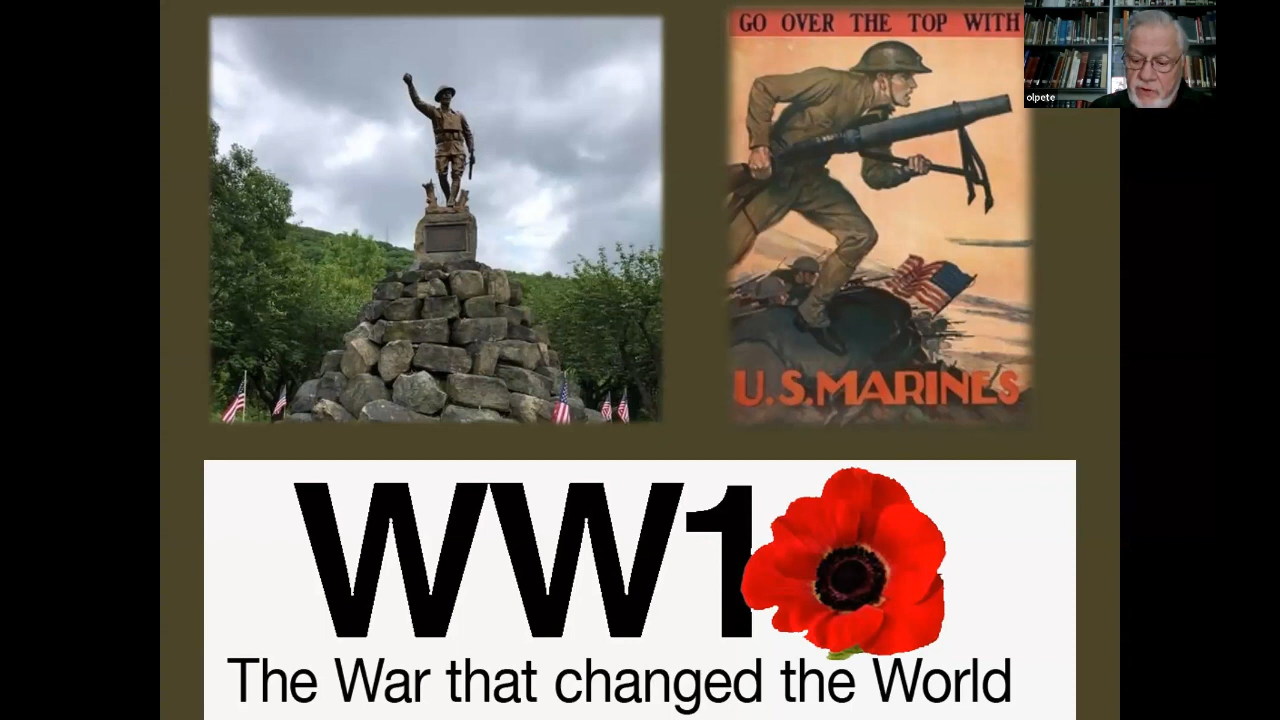 GO OVER THE TOP WITH
olpete
U.S.MARINES
WW1
The War that changed the World